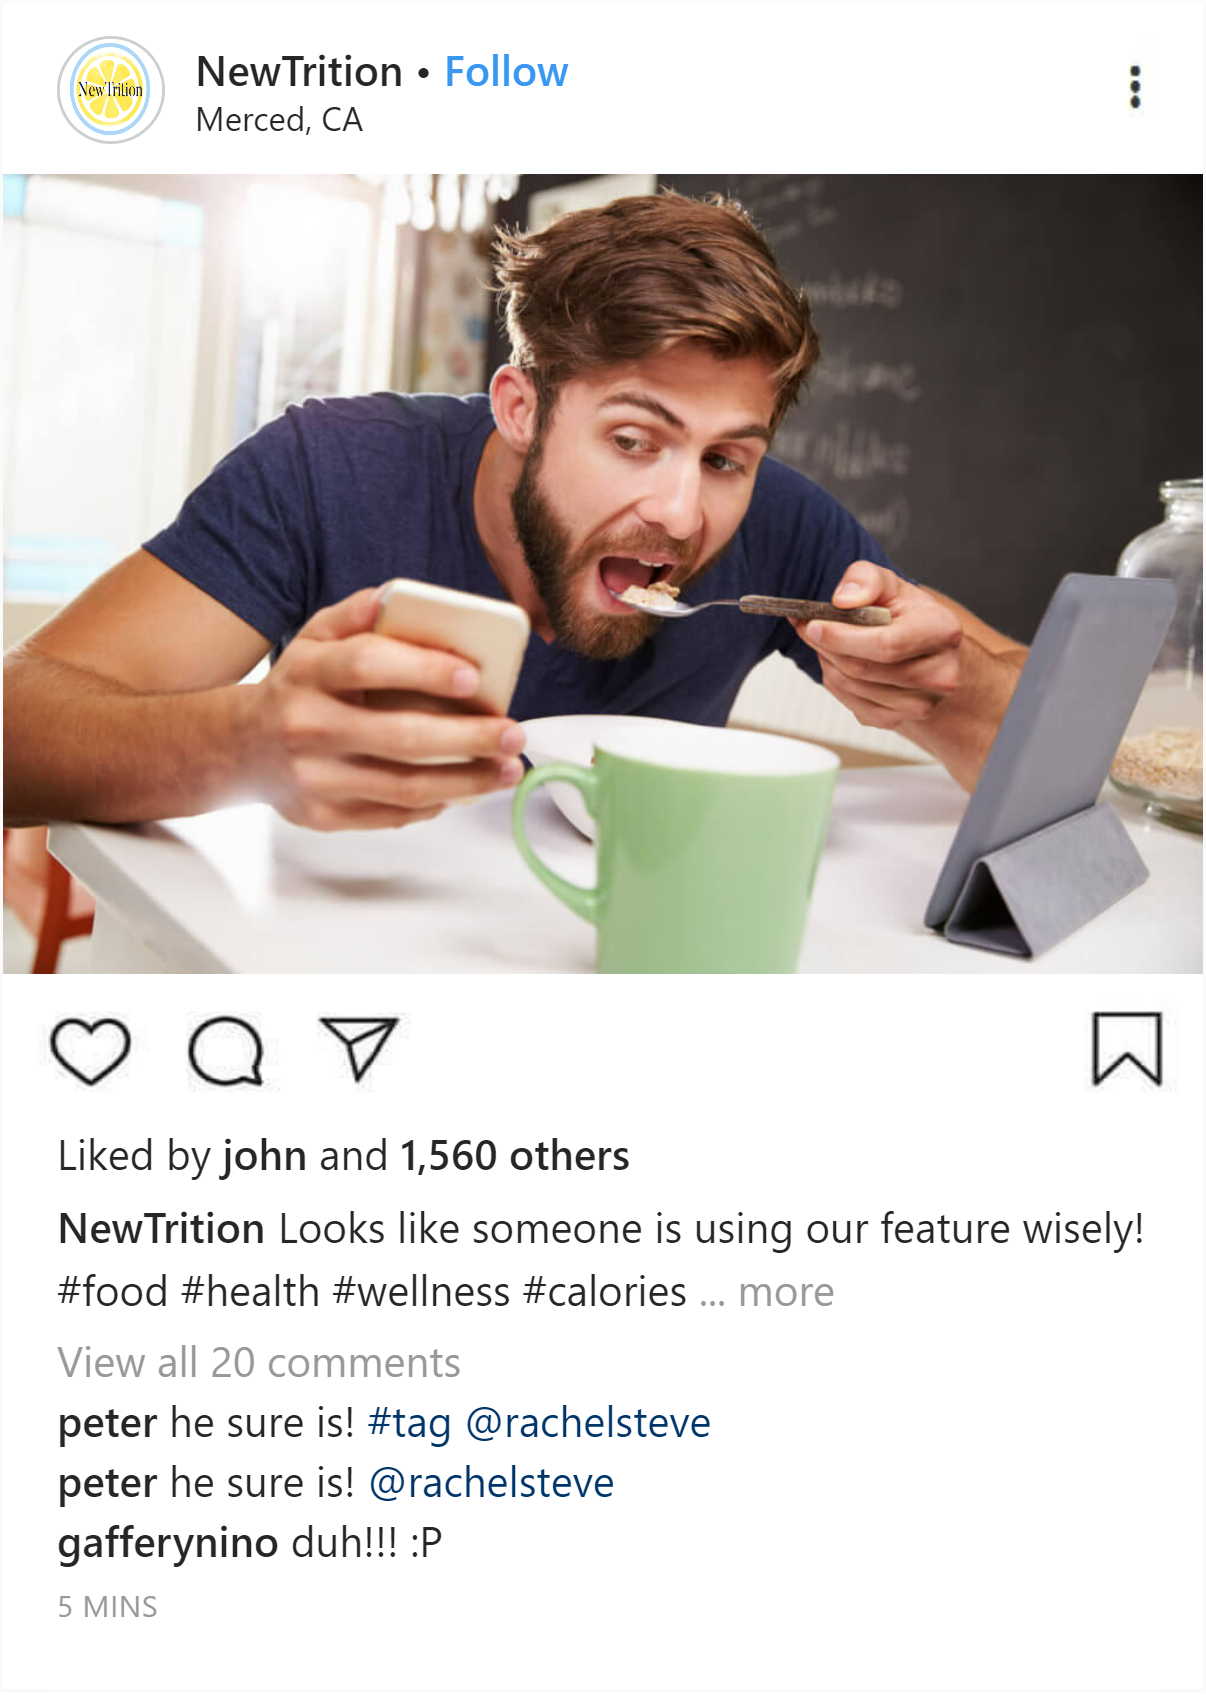 NewTrition
NewTrition • Follow
Merced, CA
Liked by john and 1,560 others
NewTrition Looks like someone is using our feature wisely!
#food #health #wellness #calories ... more
View all 20 comments
peter he sure is! #tag @rachelsteve
peter he sure is! @rachelsteve
gafferynino duh!!! :P
5 MINS